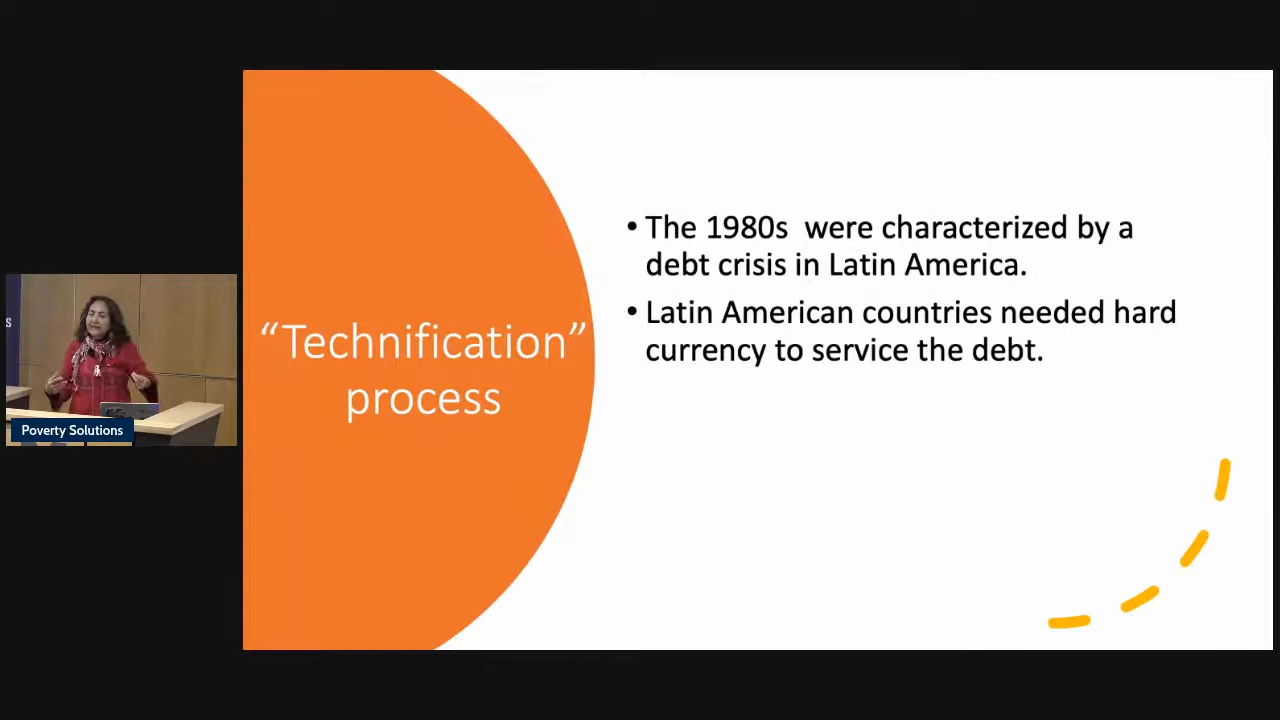 “Technification”
process
• The 1980s  were characterized by a
debt crisis in Latin America.
• Latin American countries needed hard
currency to service the debt.
s
Poverty Solutions